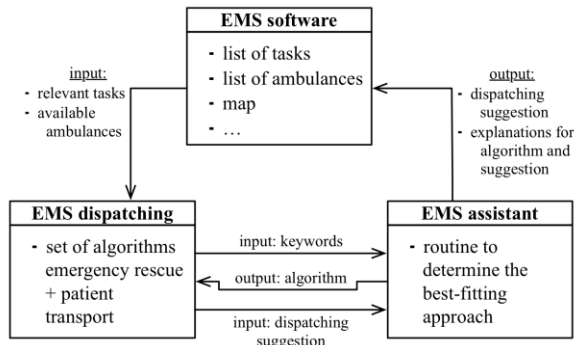 EMS software
- list of tasks
- list of ambulances
- map
- ...
input:
- relevant tasks
- available
ambulances
output:
- dispatching
suggestion
- explanations for
algorithm and
suggestion
EMS dispatching
- set of algorithms
emergency rescue
+ patient
transport
input: keywords
output: algorithm
input: dispatching
suggestion
EMS assistant
- routine to
determine the
best-fitting
approach